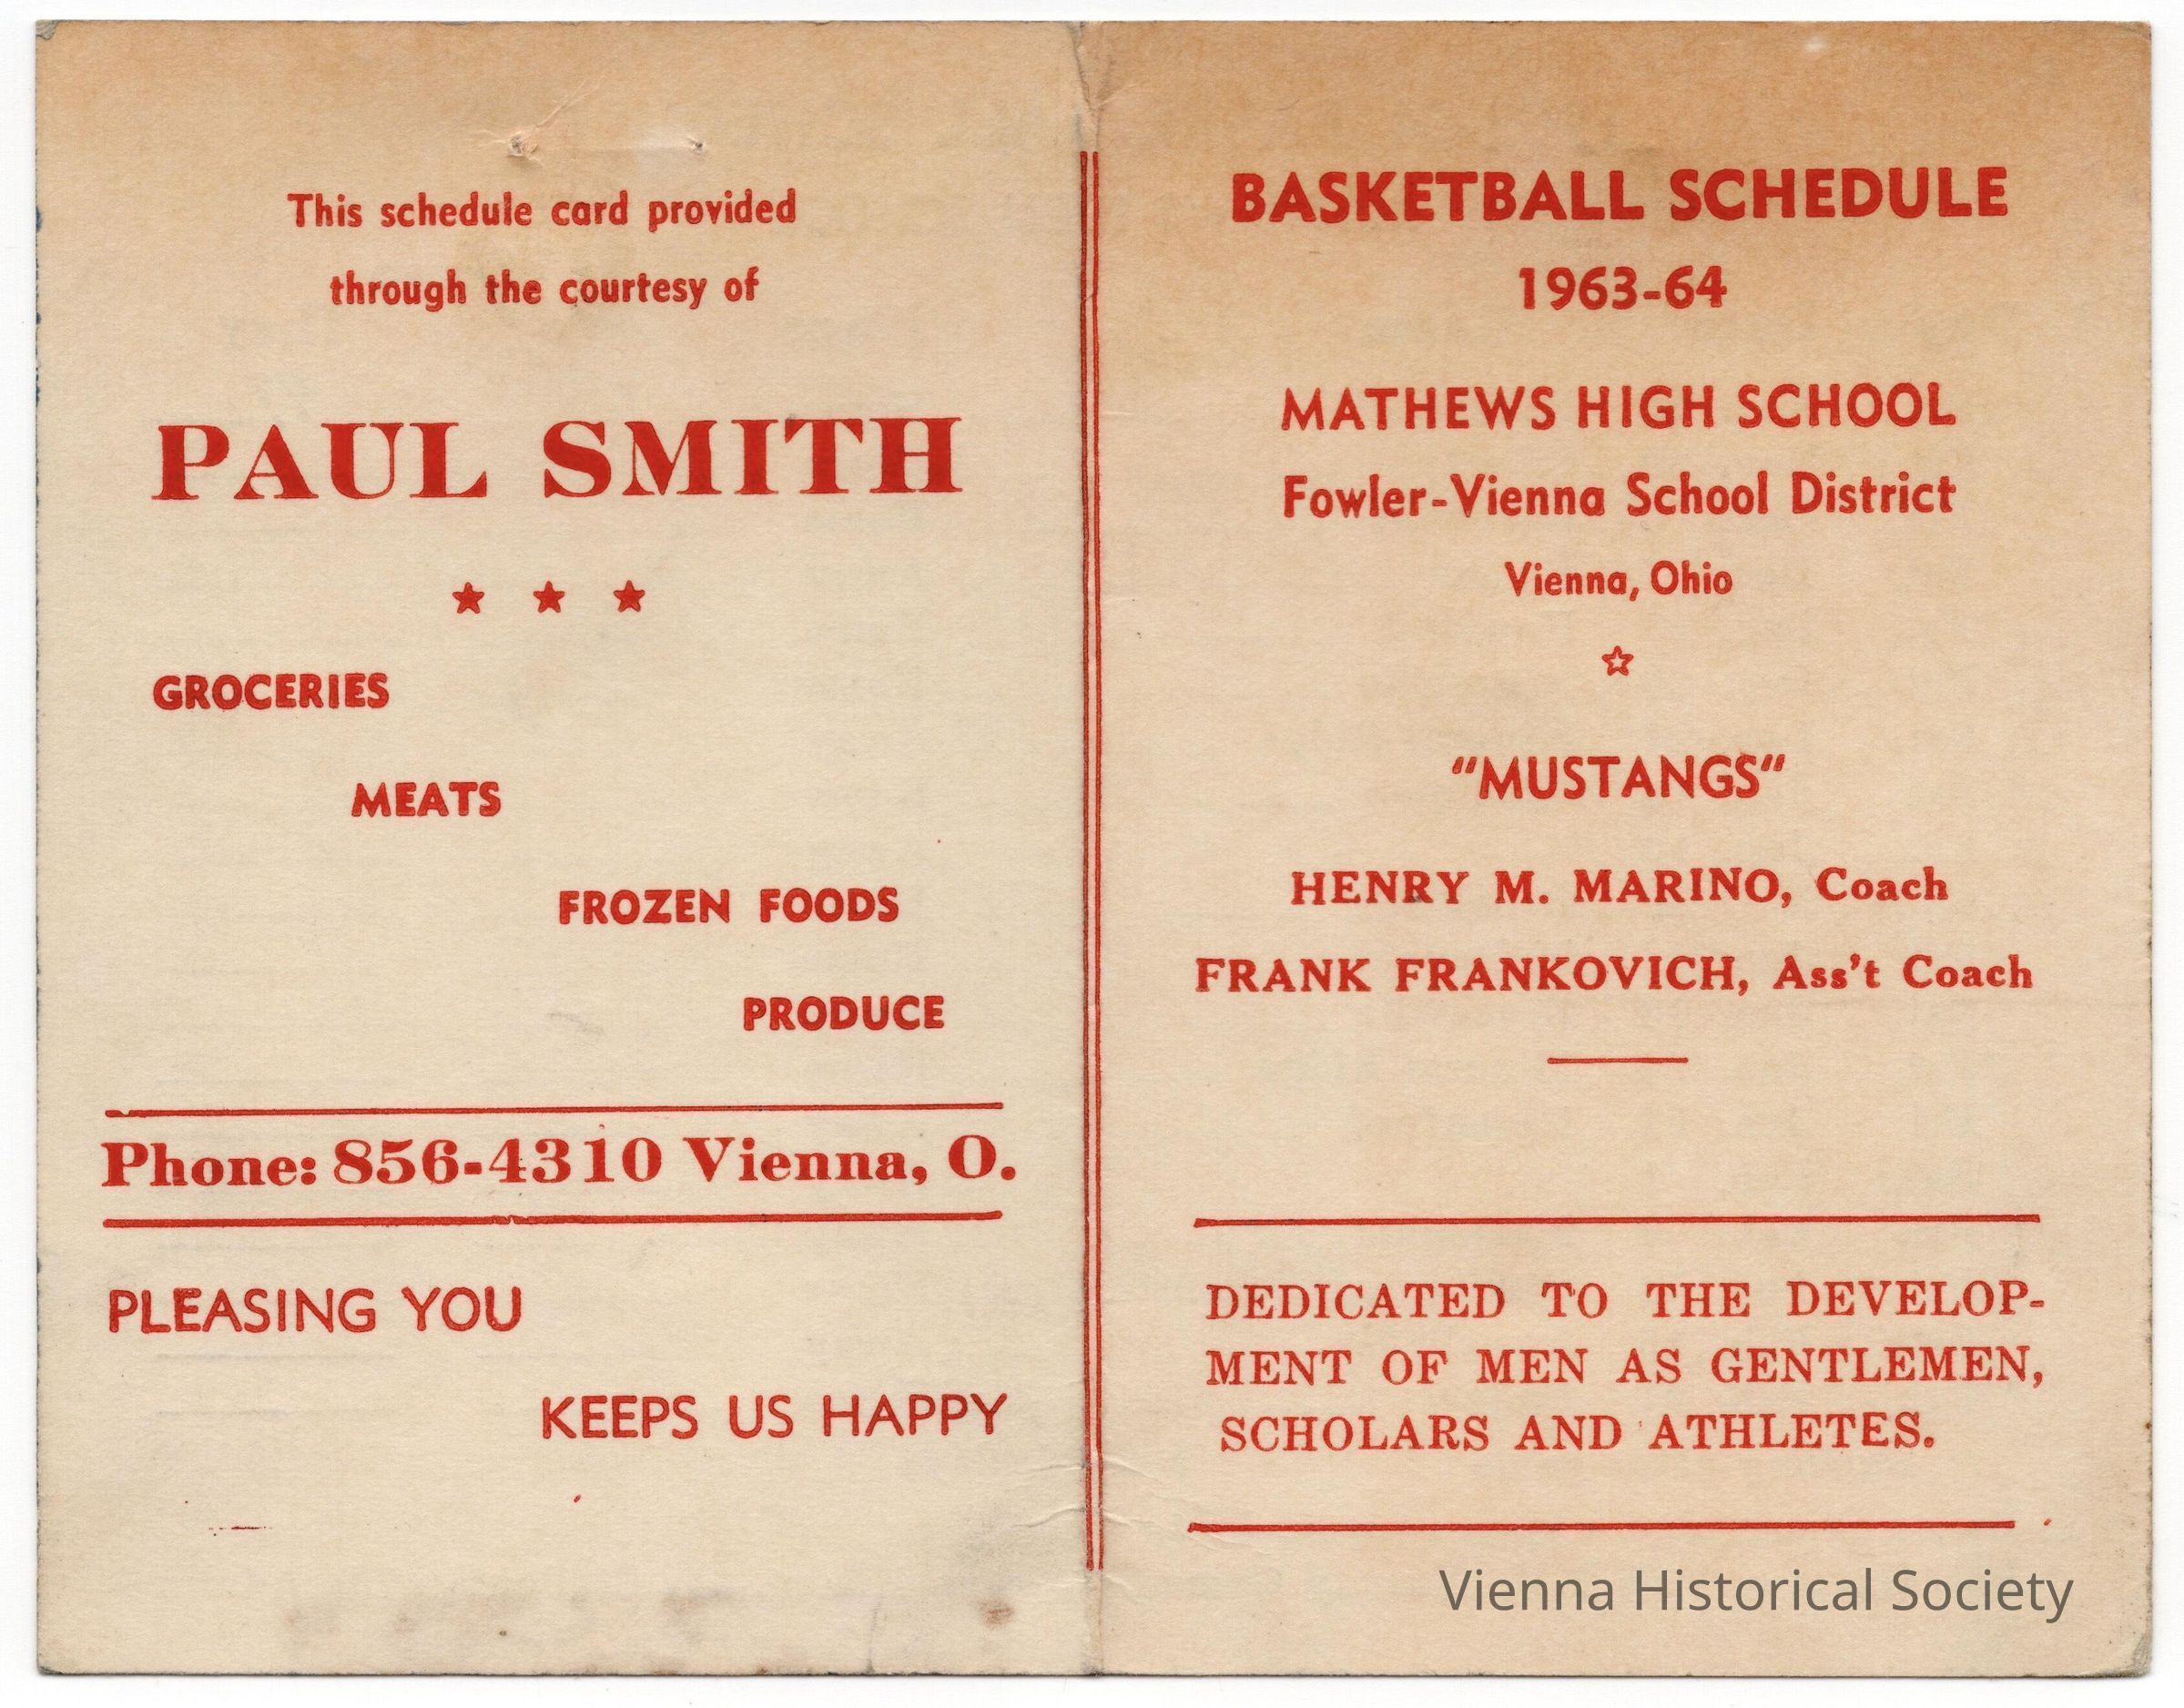 This schedule card provided
through the courtesy of
PAUL SMITH
GROCERIES
MEATS
FROZEN FOODS
PRODUCE
Phone: 856-4310 Vienna, O.
PLEASING YOU
KEEPS US HAPPY
BASKETBALL SCHEDULE
1963-64
MATHEWS HIGH SCHOOL
Fowler-Vienna School District
Vienna, Ohio
"MUSTANGS"
HENRY M. MARINO, Coach
FRANK FRANKOVICH, Ass't Coach
DEDICATED TO THE DEVELOP-
MENT OF MEN AS GENTLEMEN,
SCHOLARS AND ATHLETES.
Vienna Historical Society